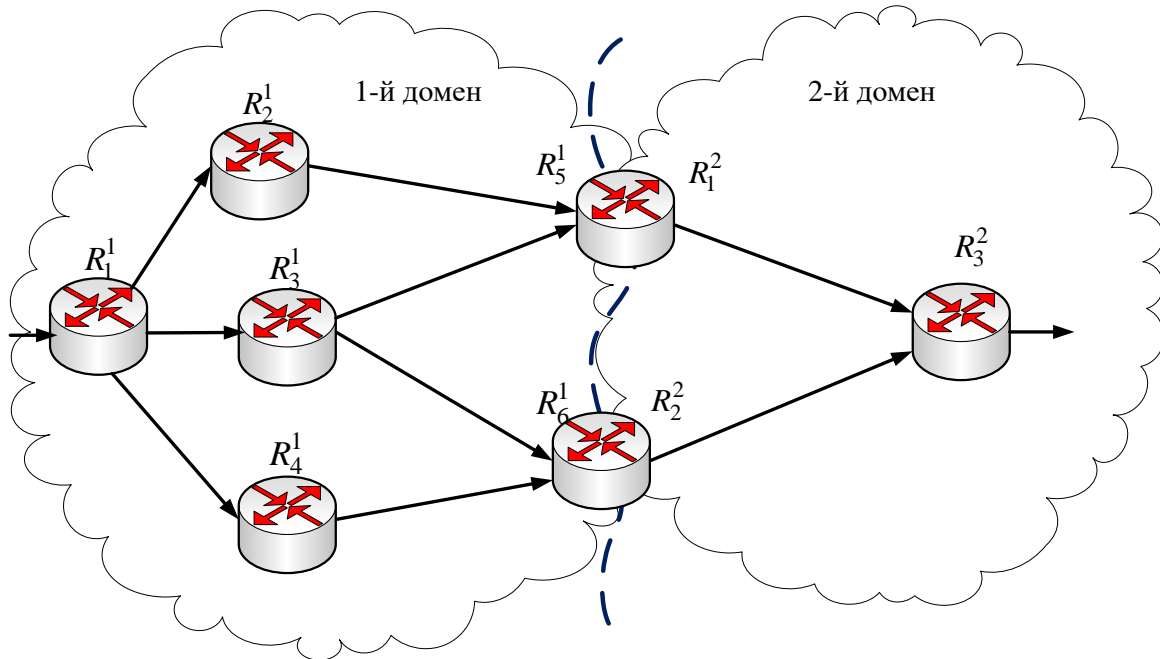 1-й домен
2-й домен
R_2^1
R_5^1
R_1^2
R_1^1
R_3^1
R_3^2
R_6^1
R_2^2
R_4^1